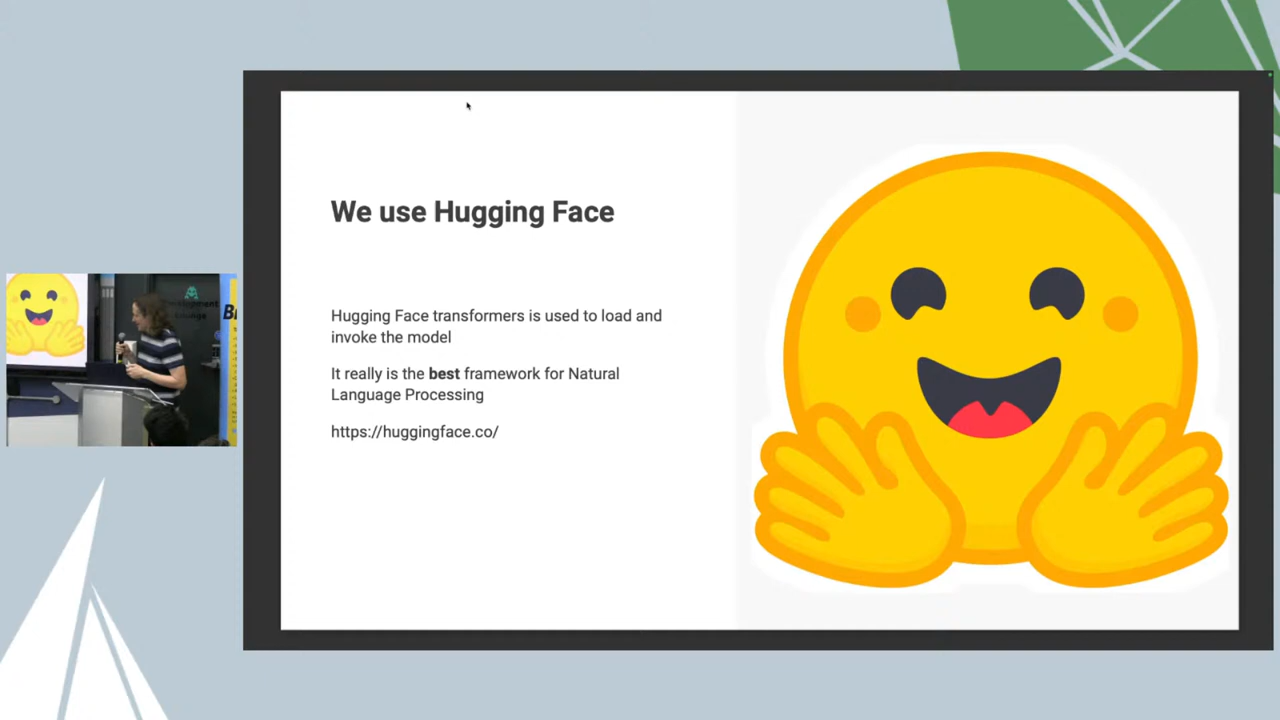 We use Hugging Face
Hugging Face transformers is used to load and
invoke the model
It really is the best framework for Natural
Language Processing
https://huggingface.co/